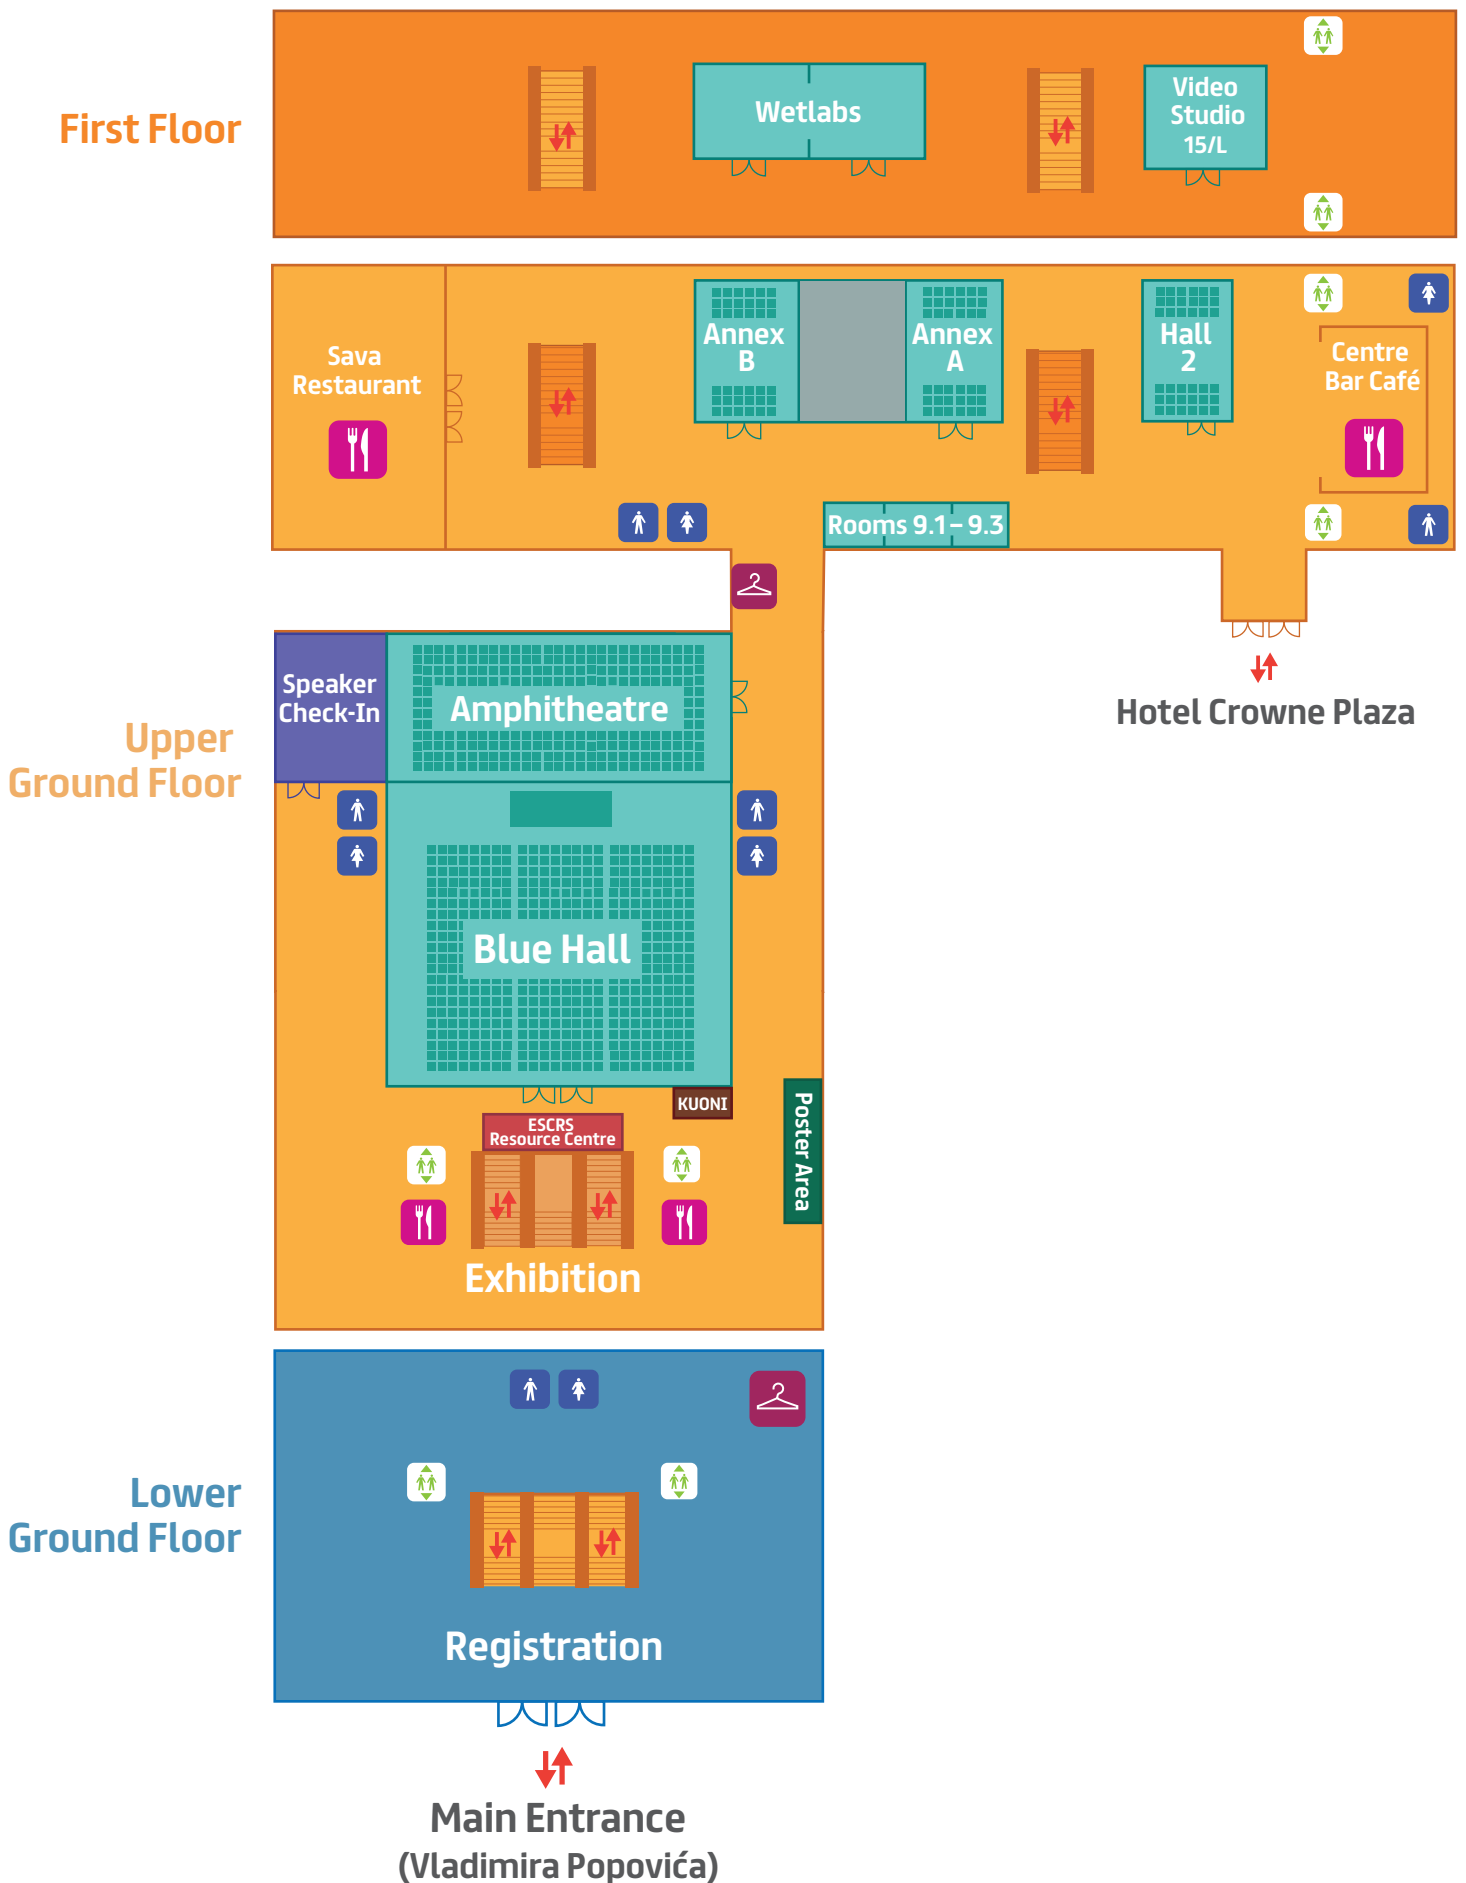 First Floor
Wetlabs
Video
Studio
15/L
Sava
Restaurant
Annex
B
Annex
A
Hall
2
Centre
Bar Café
Rooms 9.1– 9.3
Speaker
Check-In
Amphitheatre
Hotel Crowne Plaza
Upper
Ground Floor
Blue Hall
KUONI
ESCRS
Resource Centre
Poster Area
Exhibition
Lower
Ground Floor
Registration
Main Entrance
(Vladimira Popovića)